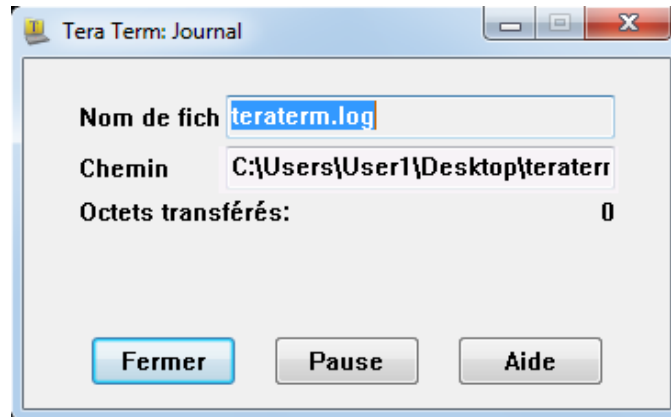 Tera Term: Journal
Nom de fich teraterm.log
Chemin C:\Users\User1\Desktop\teraterr
Octets transférés: 0
Fermer Pause Aide